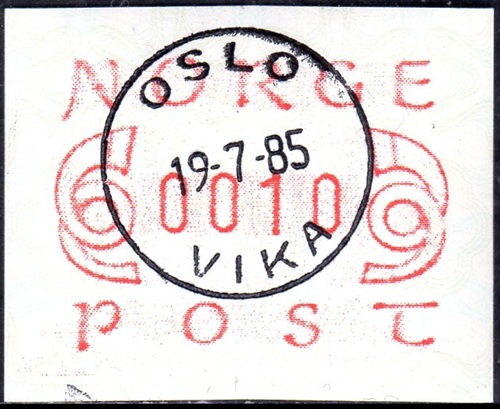 NORGE
OSLO
19-7-85
0010
VIKA
POST